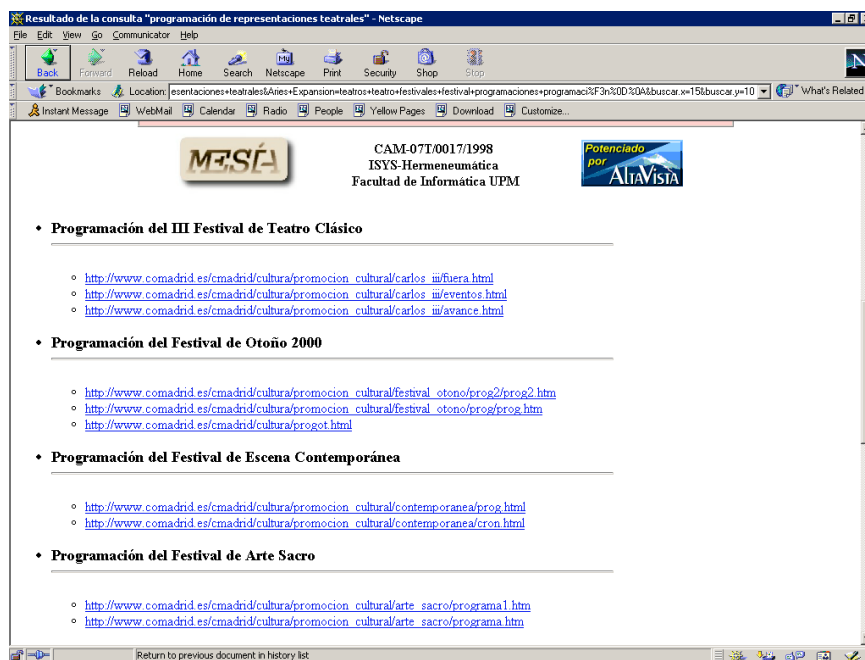 Resultado de la consulta "programación de representaciones teatrales" - Netscape
File Edit View Go Communicator Help
Back Forward Reload Home Search Netscape Print Security Shop Stop
Bookmarks Location: esentaciones+teatrales&Aries+Expansion=teatros+teatro+festivales+festival+programaciones+programaci%F3n%0D%0A&buscar.x=15&buscar.y=10 What's Related
Instant Message WebMail Calendar Radio People Yellow Pages Download Customize...
MESÍA
CAM-07T/0017/1998
ISYS-Hermeneumática
Facultad de Informática UPM
Potenciado
por
ALTAVISTA
Programación del III Festival de Teatro Clásico
http://www.comadrid.es/cmadrid/cultura/promocion_cultural/carlos_iii/fuera.html
http://www.comadrid.es/cmadrid/cultura/promocion_cultural/carlos_iii/eventos.html
http://www.comadrid.es/cmadrid/cultura/promocion_cultural/carlos_iii/avance.html
Programación del Festival de Otoño 2000
http://www.comadrid.es/cmadrid/cultura/promocion_cultural/festival_otono/prog2/prog2.htm
http://www.comadrid.es/cmadrid/cultura/promocion_cultural/festival_otono/prog/prog.htm
http://www.comadrid.es/cmadrid/cultura/progot.html
Programación del Festival de Escena Contemporánea
http://www.comadrid.es/cmadrid/cultura/promocion_cultural/contemporanea/prog.html
http://www.comadrid.es/cmadrid/cultura/promocion_cultural/contemporanea/cron.html
Programación del Festival de Arte Sacro
http://www.comadrid.es/cmadrid/cultura/promocion_cultural/arte_sacro/programa1.htm
http://www.comadrid.es/cmadrid/cultura/promocion_cultural/arte_sacro/programa.htm
Return to previous document in history list